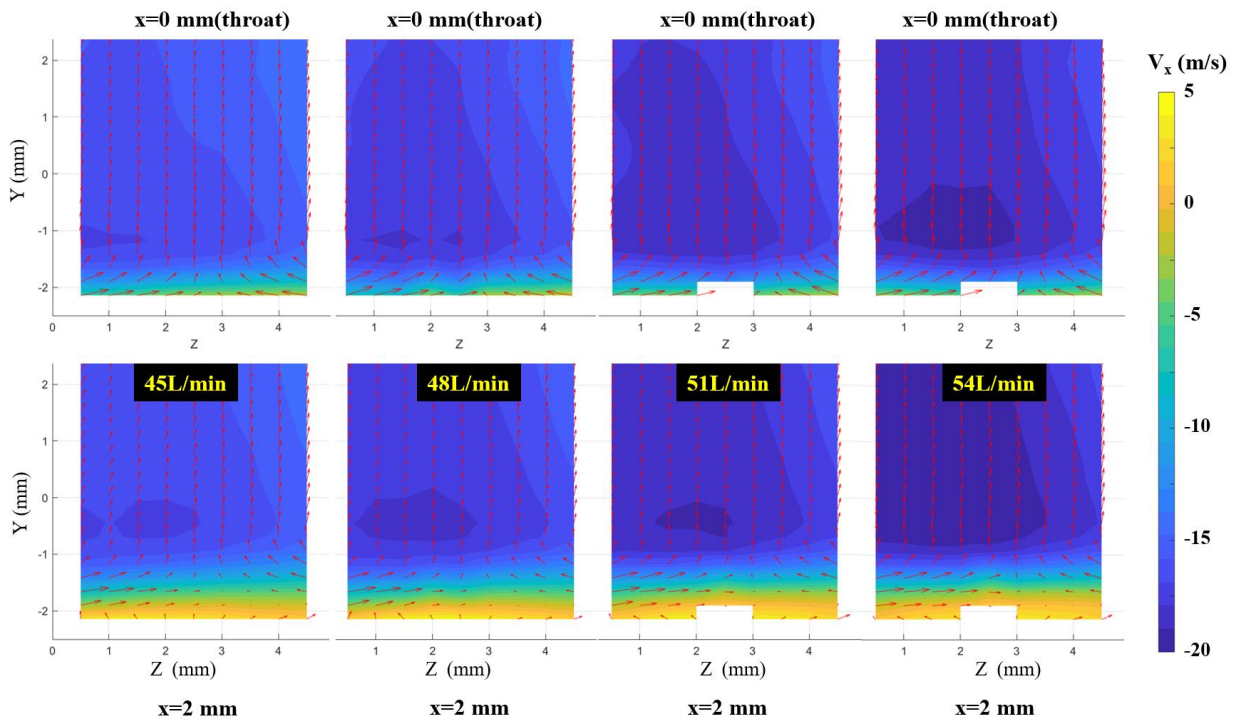 x=0 mm(throat) x=0 mm(throat) x=0 mm(throat) x=0 mm(throat)
V_x (m/s)
Y (mm)
2
1
0
-1
-2
0 1 2 3 4 1 2 3 4 1 2 3 4 1 2 3 4
Z Z Z Z
5
0
-5
-10
-15
-20
45L/min 48L/min 51L/min 54L/min
Y (mm)
2
1
0
-1
-2
0 1 2 3 4 1 2 3 4 1 2 3 4 1 2 3 4
Z (mm) Z (mm) Z (mm) Z (mm)
x=2 mm x=2 mm x=2 mm x=2 mm